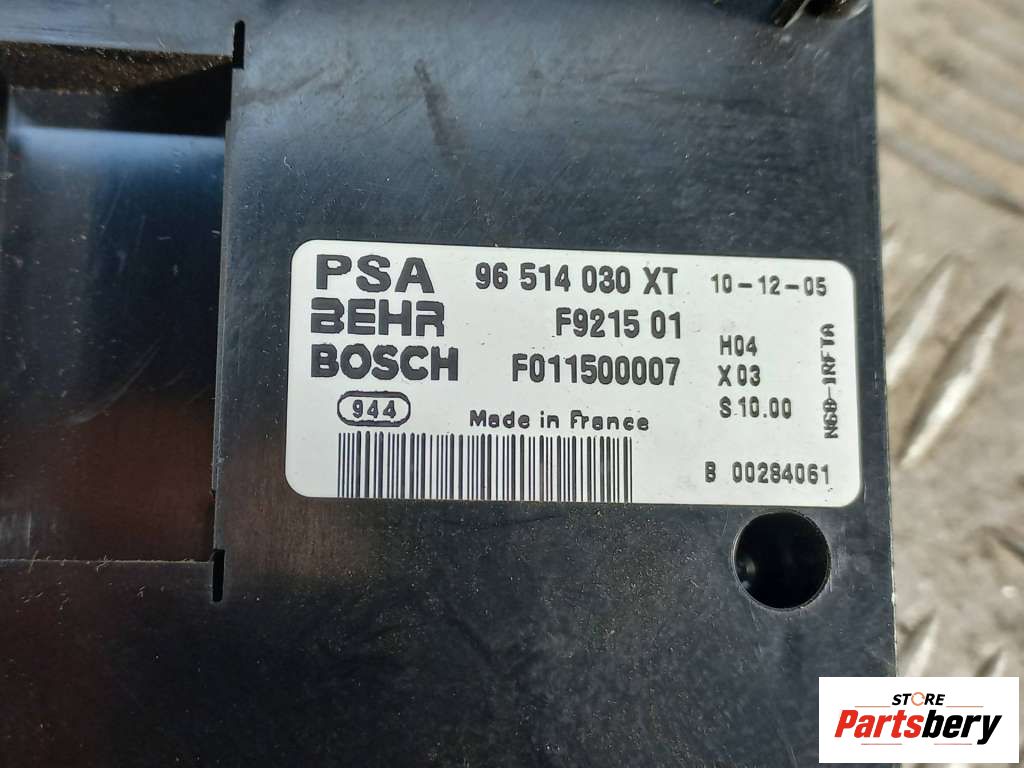 PSA 96 514 030 XT 10-12-05
BEHR F9215 01
BOSCH F011500007
H04
X03
S 10.00
944
Made in France
B 00284061
STORE
Partsbery